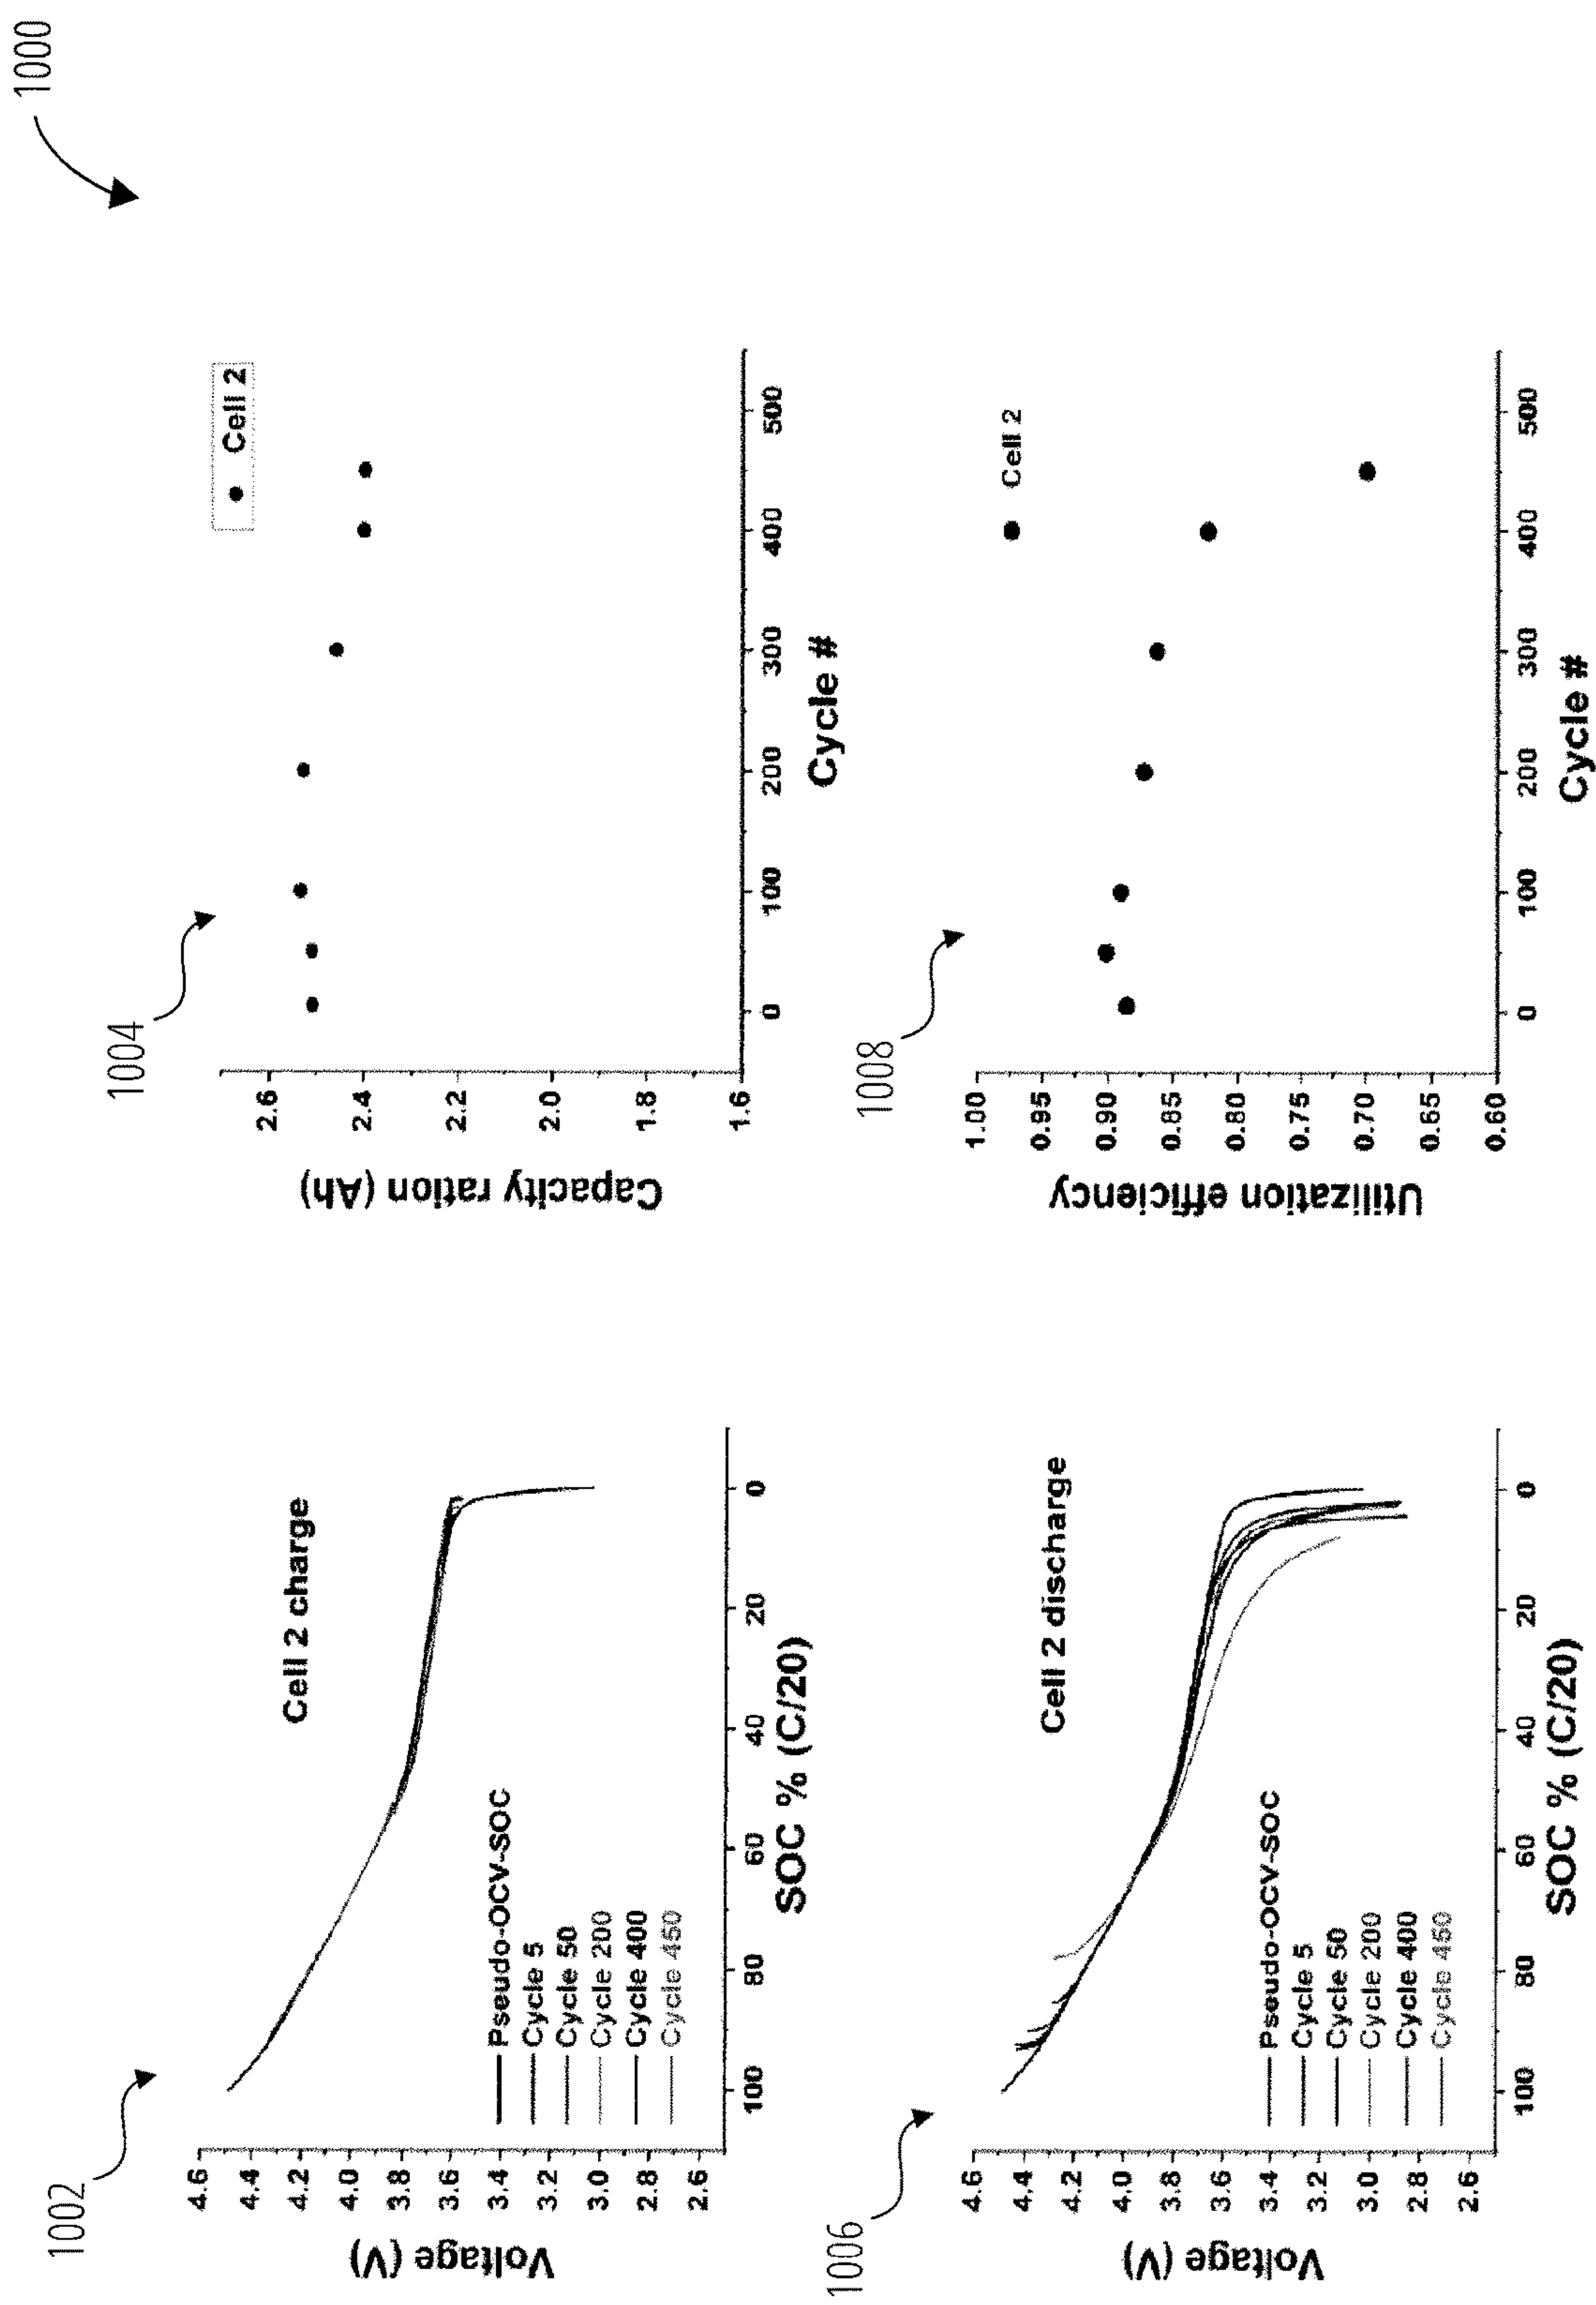 1000
1002
4.6
4.4
4.2
4.0
3.8
3.6
3.4
3.2
3.0
2.8
2.6
Voltage (V)
Cell 2 charge
Pseudo-OCV-SOC
Cycle 5
Cycle 50
Cycle 200
Cycle 400
Cycle 450
100 80 60 40 20 0
SOC % (C/20)
1004
2.6
2.4
2.2
2.0
1.8
1.6
Capacity ration (Ah)
Cell 2
0 100 200 300 400 500
Cycle #
1006
4.6
4.4
4.2
4.0
3.8
3.6
3.4
3.2
3.0
2.8
2.6
Voltage (V)
Cell 2 discharge
Pseudo-OCV-SOC
Cycle 5
Cycle 50
Cycle 200
Cycle 400
Cycle 450
100 80 60 40 20 0
SOC % (C/20)
1008
1.00
0.95
0.90
0.85
0.80
0.75
0.70
0.65
0.60
Utilization efficiency
Cell 2
0 100 200 300 400 500
Cycle #